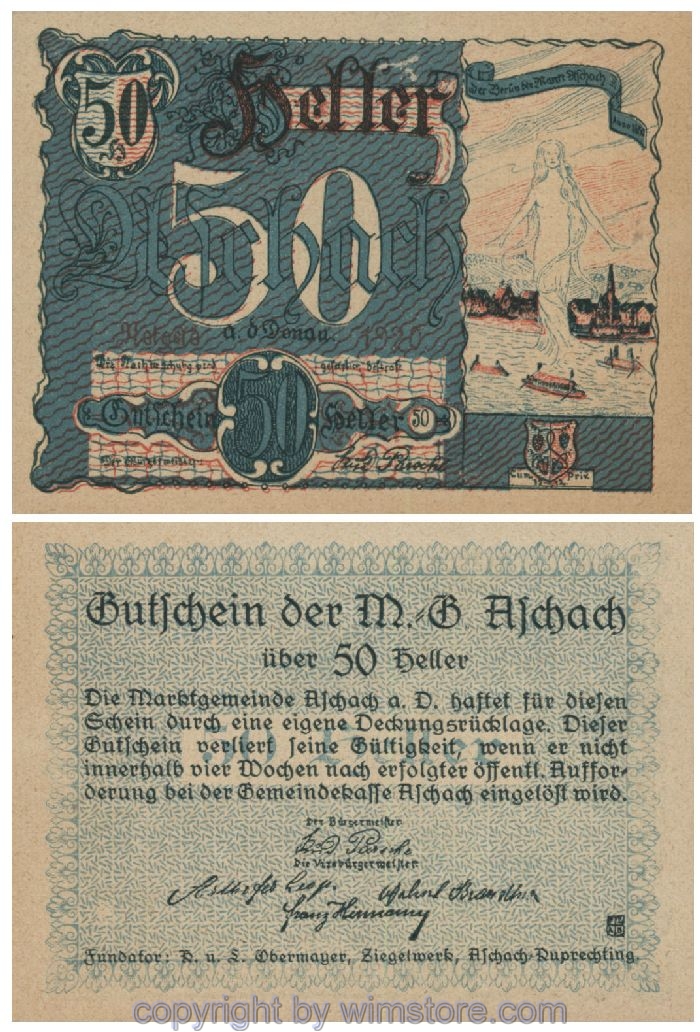 50
H
Heller
50
Aschach
a. d Donau.
Notgeld 1920
Gutschein 50 Heller 50
Gutschein der M.-G. Aschach
über 50 Heller
Die Marktgemeinde Aschach a. D. haftet für diesen
Schein durch eine eigene Deckungsrücklage. Dieser
Gutschein verliert seine Gültigkeit, wenn er nicht
innerhalb vier Wochen nach erfolgter öffentl. Auffor-
derung bei der Gemeindekasse Aschach eingelöst wird.
Der Bürgermeister
Die Vizebürgermeister
Franz Hermanny
Fundator: R. u. L. Obermayer, Ziegelwerk, Aschach-Ruprechting.
copyright by wimstore.com